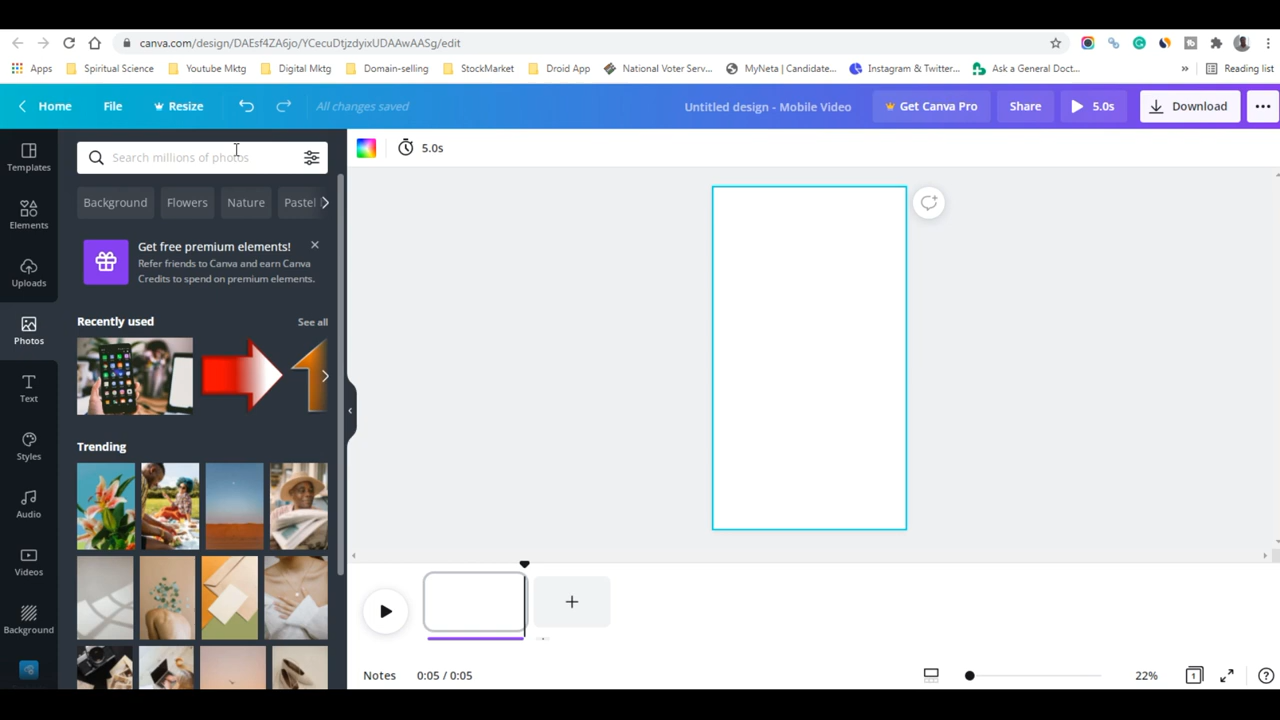 canva.com/design/DAEsf4ZA6jo/YCecuDtjzdyixUDAAwAASg/edit
Apps Spiritual Science Youtube Mktg Digital Mktg Domain-selling StockMarket Droid App National Voter Serv... MyNeta | Candidate... Instagram & Twitter... Ask a General Doct... » Reading list
Home File Resize All changes saved Untitled design - Mobile Video Get Canva Pro Share 5.0s Download
Templates
Elements
Uploads
Photos
Text
Styles
Audio
Videos
Background
Search millions of photos
Background Flowers Nature Pastel
Get free premium elements!
Refer friends to Canva and earn Canva
Credits to spend on premium elements.
Recently used See all
Trending
5.0s
Notes 0:05 / 0:05 22% 1